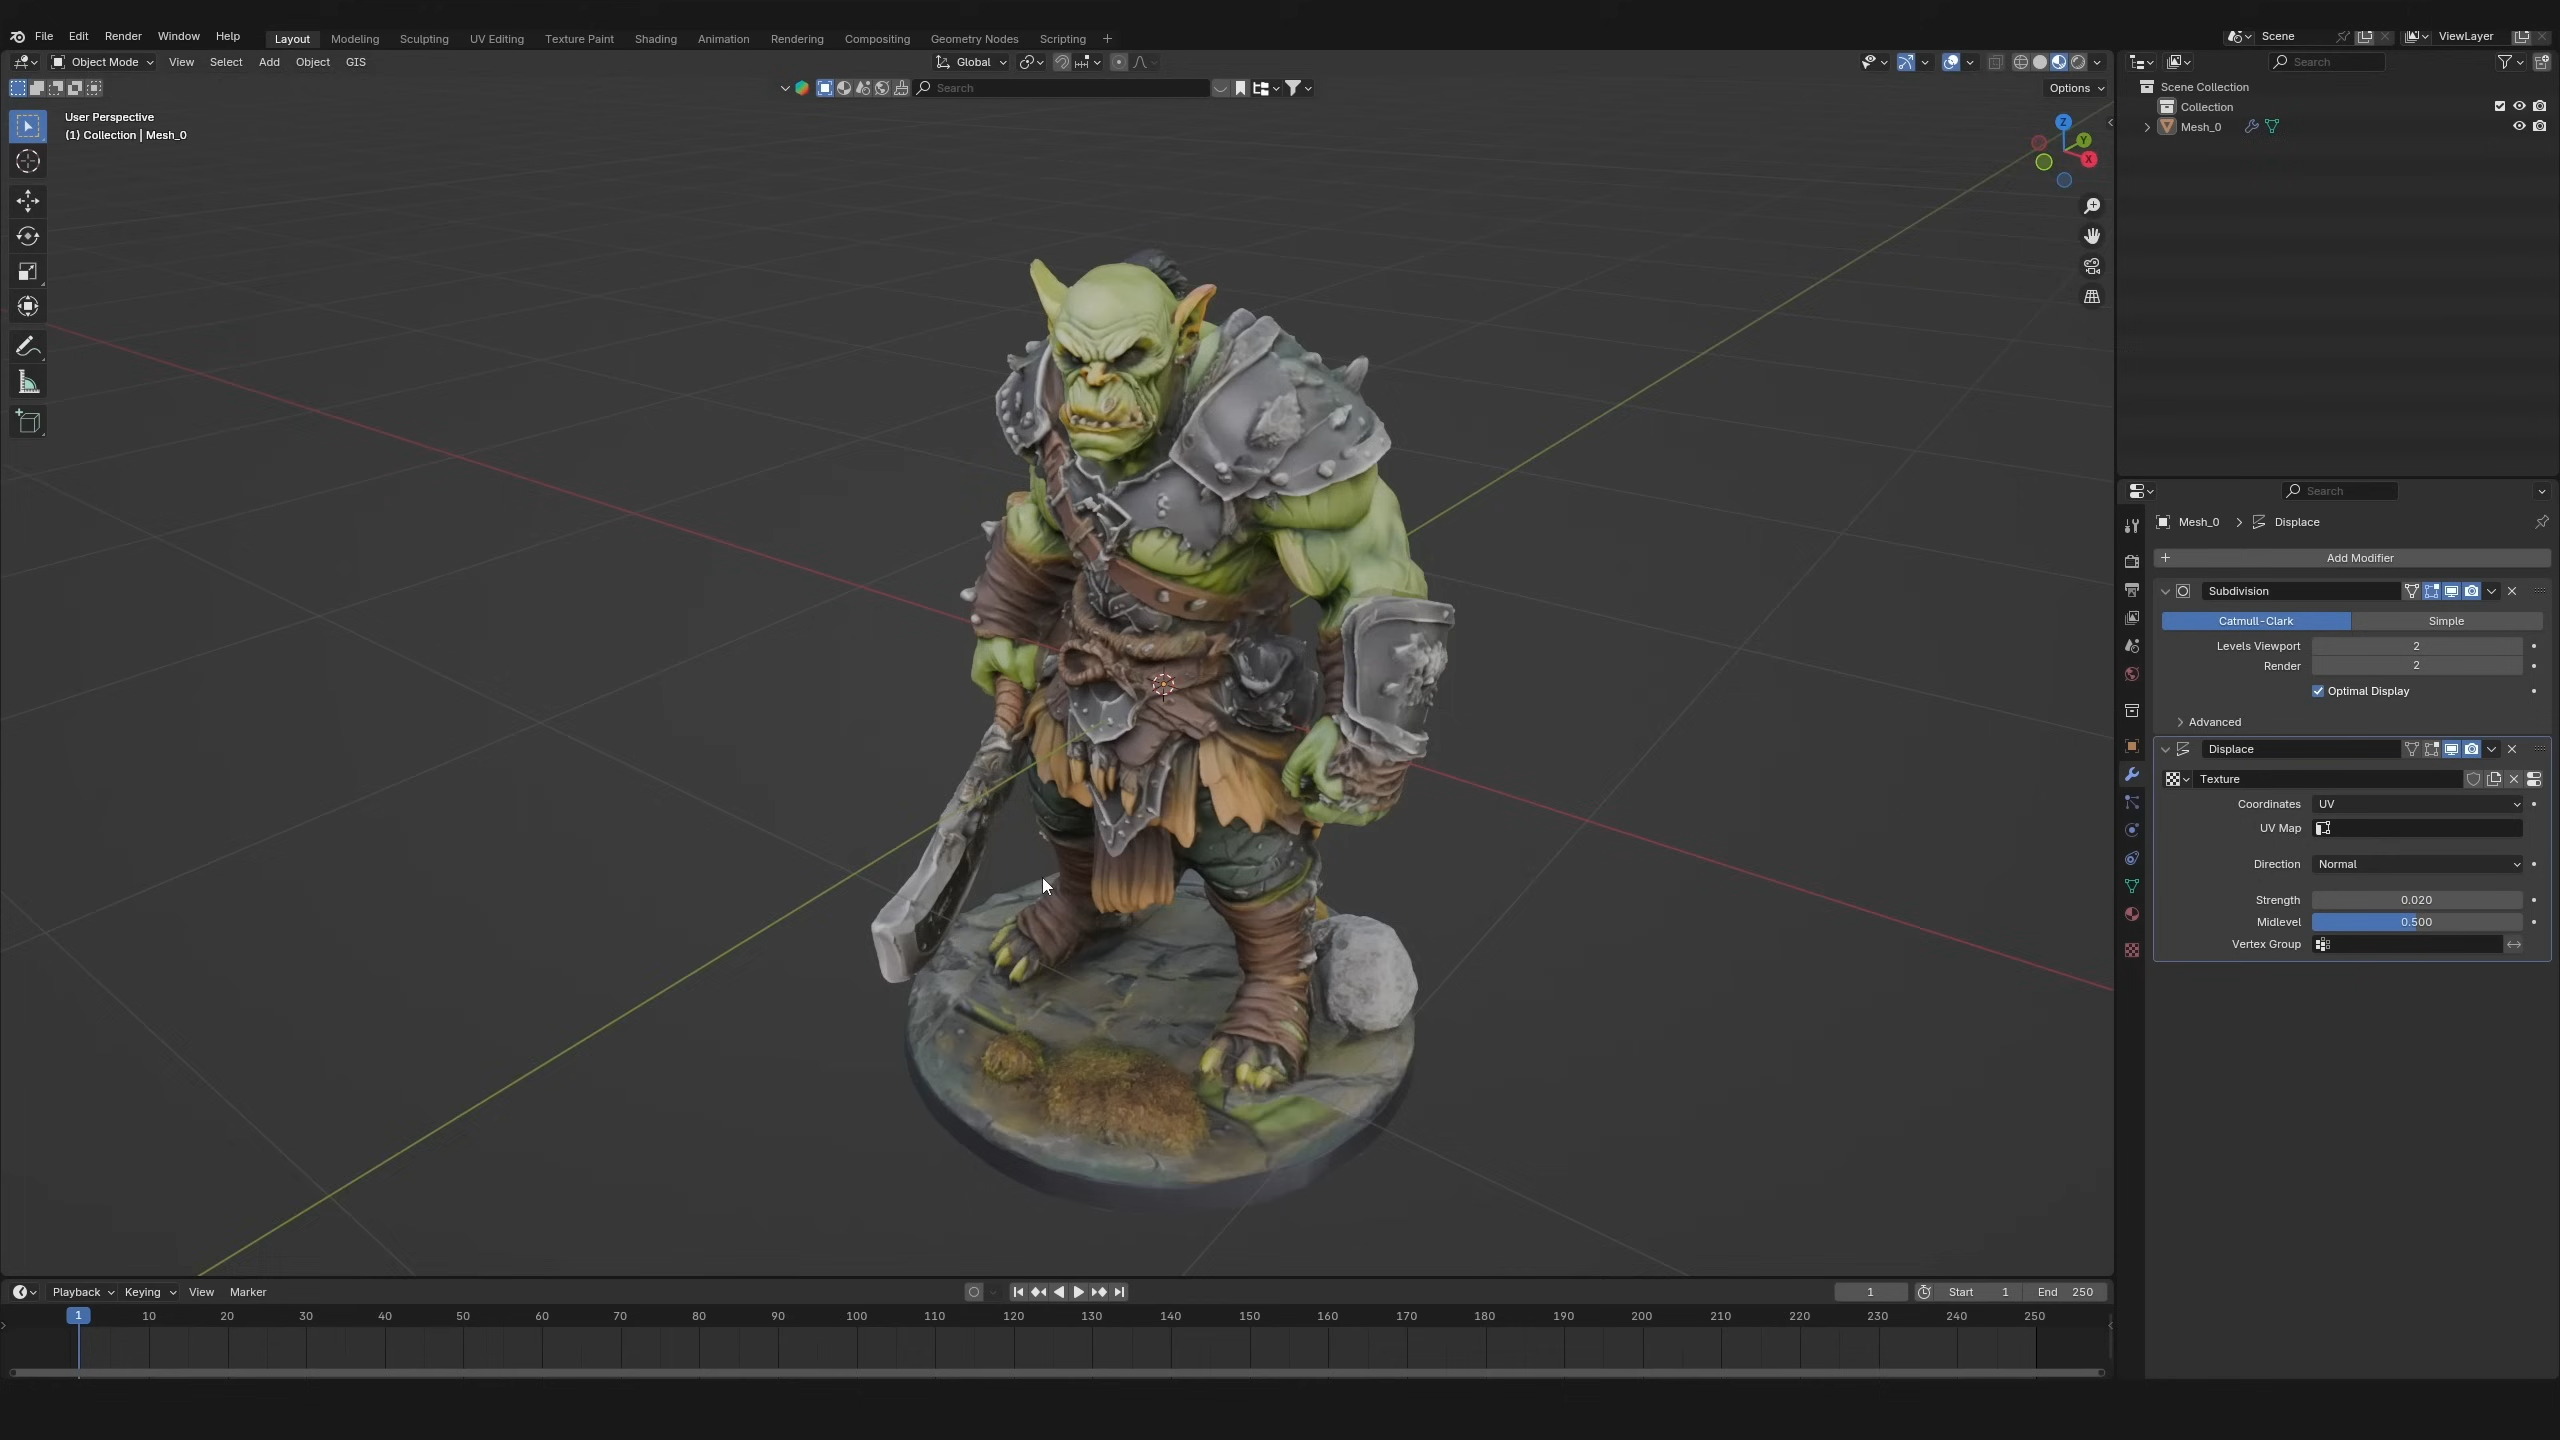 File Edit Render Window Help Layout Modeling Sculpting UV Editing Texture Paint Shading Animation Rendering Compositing Geometry Nodes Scripting + Scene ViewLayer
Object Mode View Select Add Object GIS Global Search
Search Options
User Perspective
(1) Collection | Mesh_0
Z
Y
X
Scene Collection
Collection
Mesh_0
Search
Mesh_0 > Displace
+ Add Modifier
Subdivision
Catmull-Clark Simple
Levels Viewport 2
Render 2
Optimal Display
Advanced
Displace
Texture
Coordinates UV
UV Map
Direction Normal
Strength 0.020
Midlevel 0.500
Vertex Group
Playback Keying View Marker 1 Start 1 End 250
1 10 20 30 40 50 60 70 80 90 100 110 120 130 140 150 160 170 180 190 200 210 220 230 240 250